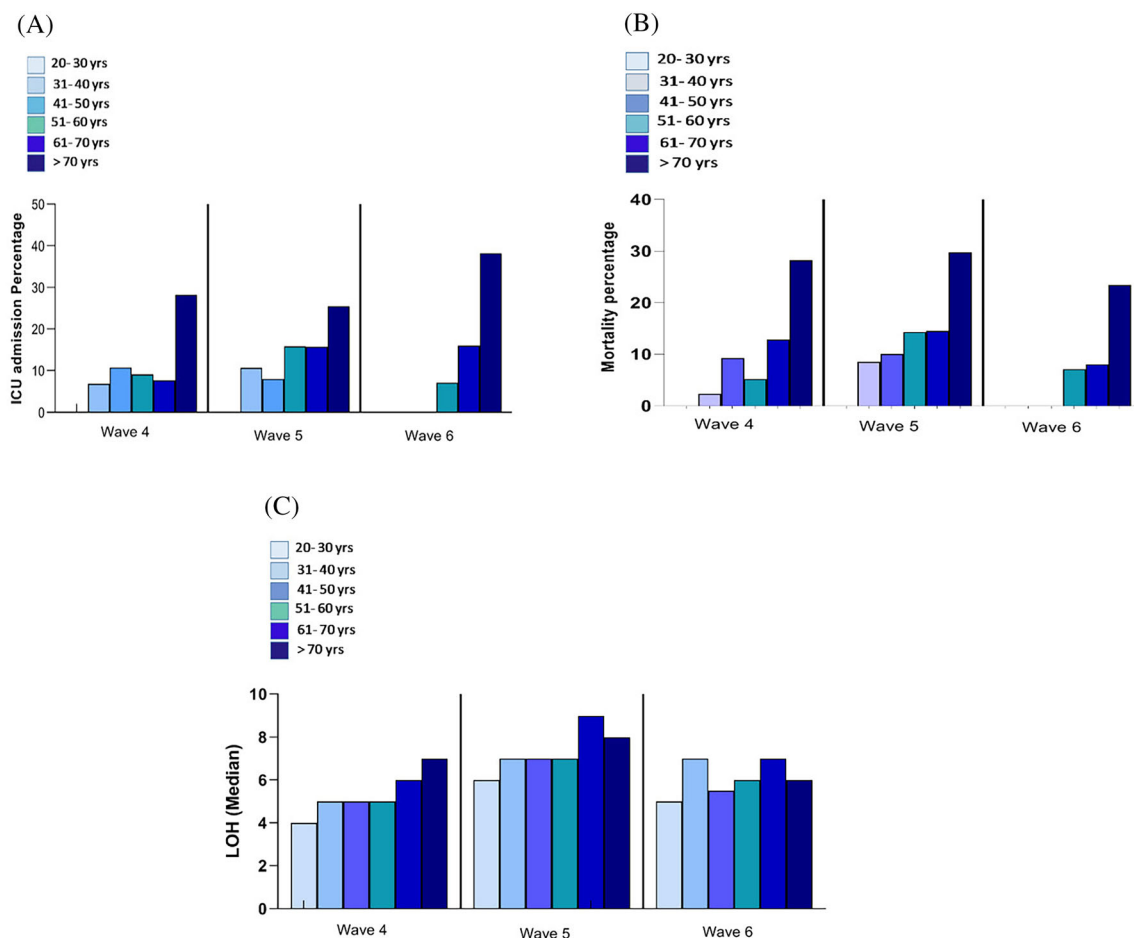 (A)
20-30 yrs
31-40 yrs
41-50 yrs
51-60 yrs
61-70 yrs
>70 yrs
ICU admission Percentage
50
40
30
20
10
0
Wave 4
Wave 5
Wave 6
(B)
20-30 yrs
31-40 yrs
41-50 yrs
51-60 yrs
61-70 yrs
>70 yrs
Mortality percentage
40
30
20
10
0
Wave 4
Wave 5
Wave 6
(C)
20-30 yrs
31-40 yrs
41-50 yrs
51-60 yrs
61-70 yrs
>70 yrs
LOH (Median)
10
8
6
4
2
0
Wave 4
Wave 5
Wave 6